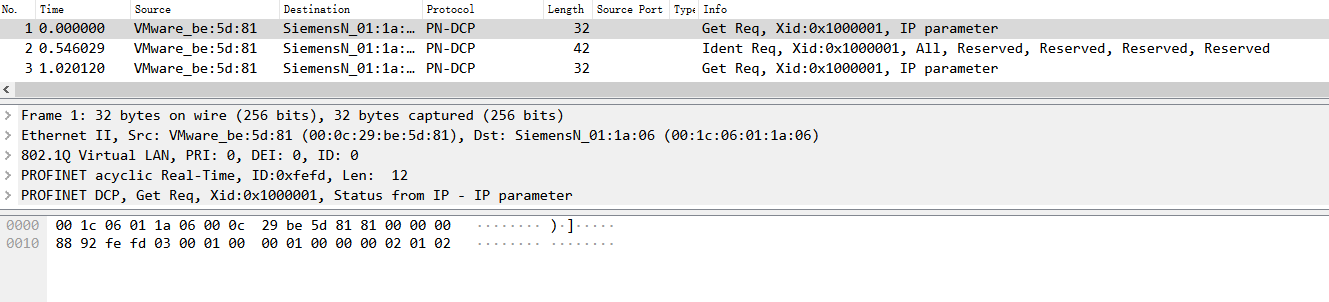 No. Time Source Destination Protocol Length Source Port Type Info
1 0.000000 VMware_be:5d:81 SiemensN_01:1a:… PN-DCP 32 Get Req, Xid:0x1000001, IP parameter
2 0.546029 VMware_be:5d:81 SiemensN_01:1a:… PN-DCP 42 Ident Req, Xid:0x1000001, All, Reserved, Reserved, Reserved, Reserved
3 1.020120 VMware_be:5d:81 SiemensN_01:1a:… PN-DCP 32 Get Req, Xid:0x1000001, IP parameter
Frame 1: 32 bytes on wire (256 bits), 32 bytes captured (256 bits)
Ethernet II, Src: VMware_be:5d:81 (00:0c:29:be:5d:81), Dst: SiemensN_01:1a:06 (00:1c:06:01:1a:06)
802.1Q Virtual LAN, PRI: 0, DEI: 0, ID: 0
PROFINET acyclic Real-Time, ID:0xfefd, Len: 12
PROFINET DCP, Get Req, Xid:0x1000001, Status from IP - IP parameter
0000 00 1c 06 01 1a 06 00 0c 29 be 5d 81 81 00 00 00 ········ )·]·····
0010 88 92 fe fd 03 00 01 00 00 01 00 00 00 02 01 02 ········ ········